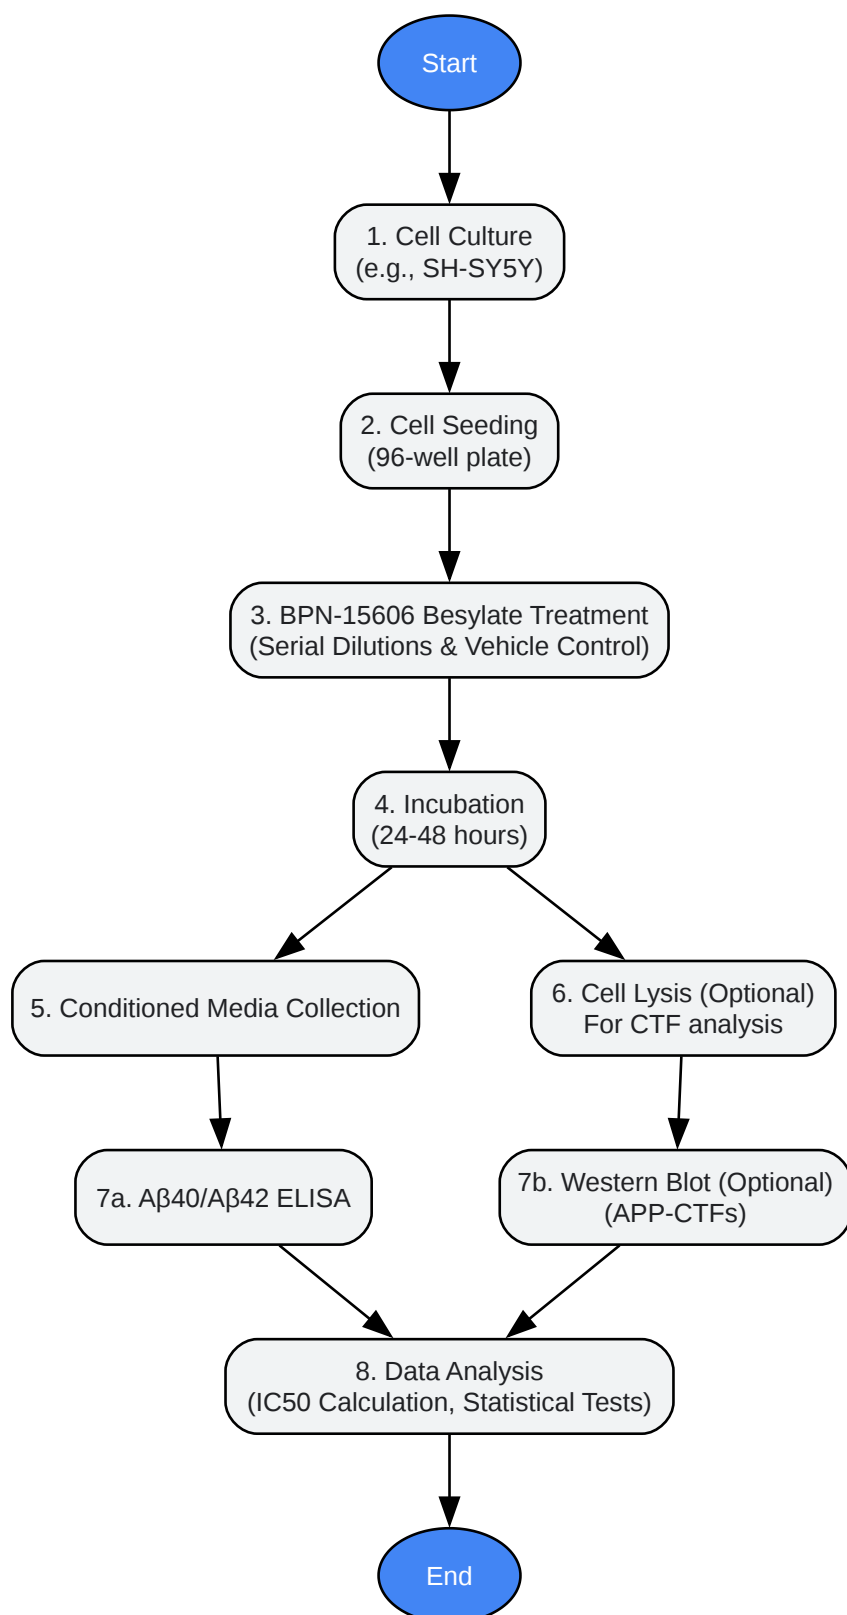 Start
1. Cell Culture
(e.g., SH-SY5Y)
2. Cell Seeding
(96-well plate)
3. BPN-15606 Besylate Treatment
(Serial Dilutions & Vehicle Control)
4. Incubation
(24-48 hours)
5. Conditioned Media Collection
6. Cell Lysis (Optional)
For CTF analysis
7a. Aβ40/Aβ42 ELISA
7b. Western Blot (Optional)
(APP-CTFs)
8. Data Analysis
(IC50 Calculation, Statistical Tests)
End